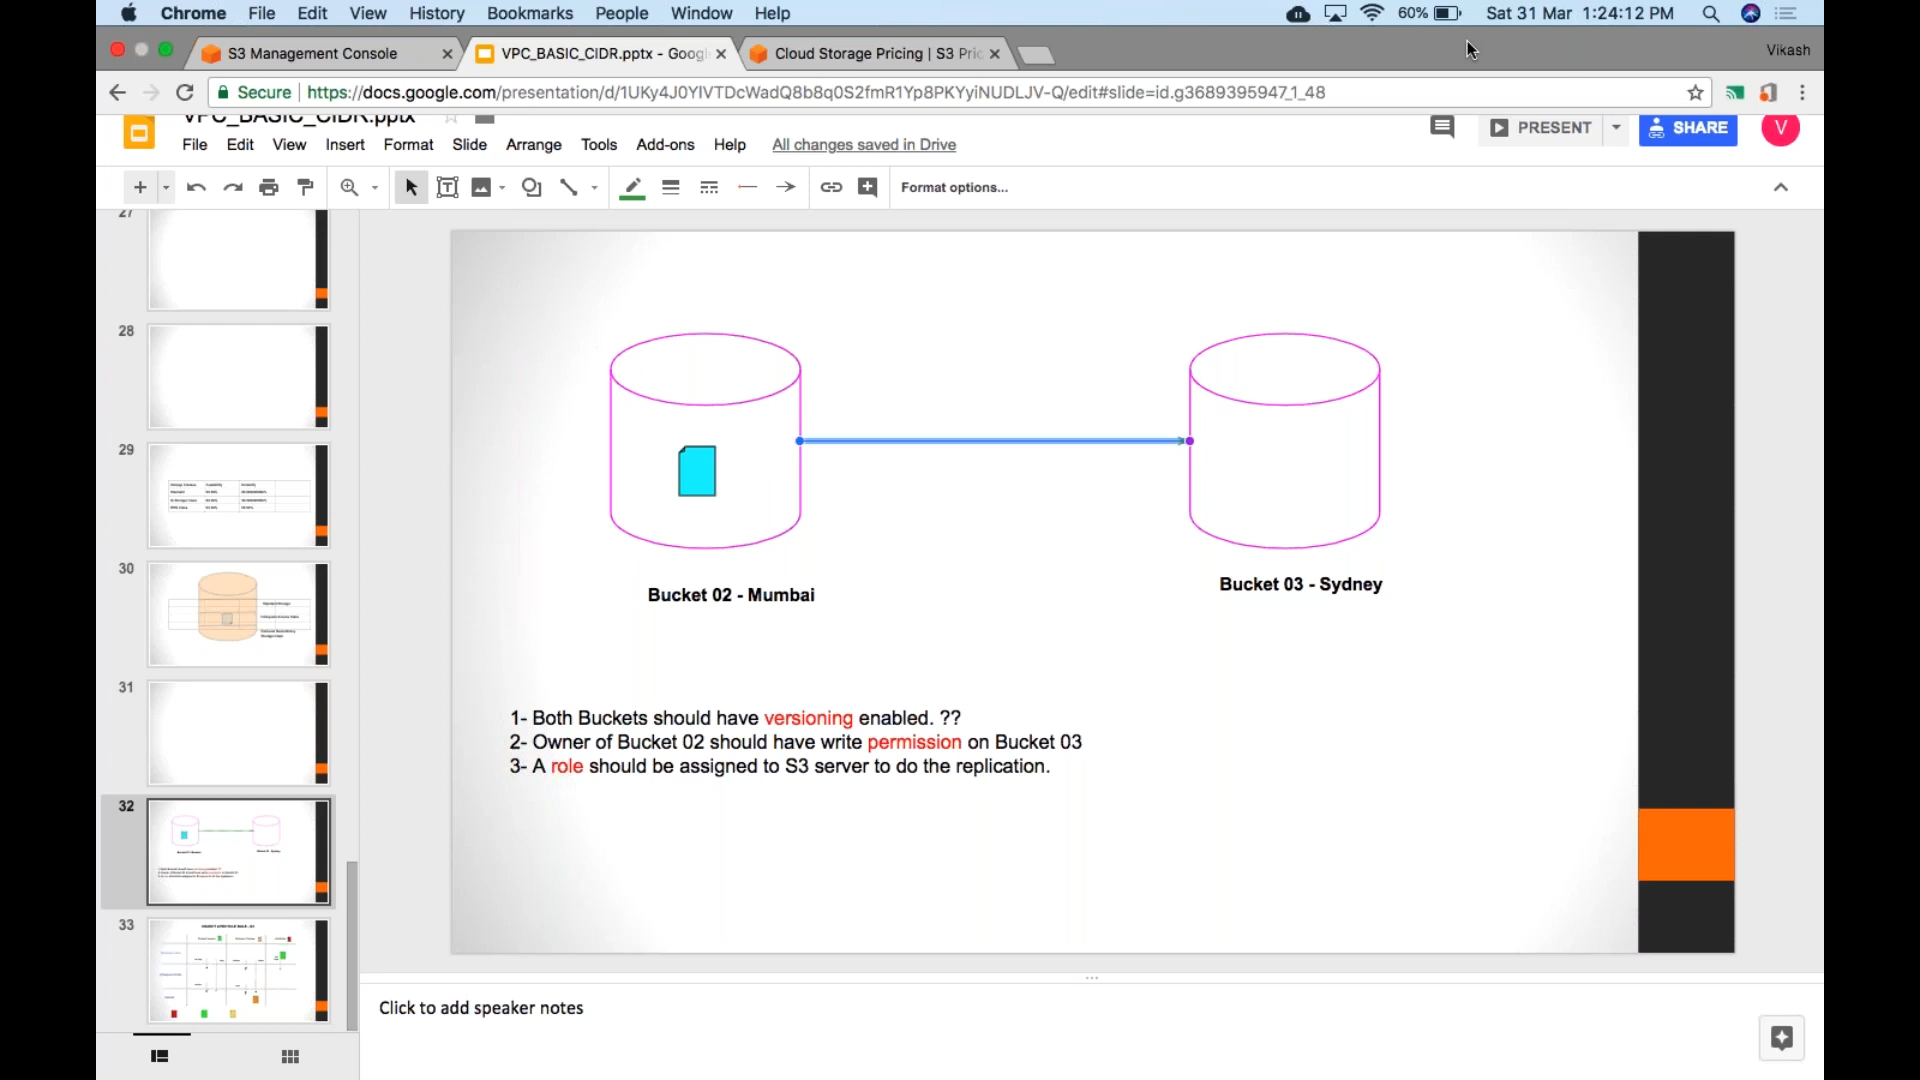 Chrome File Edit View History Bookmarks People Window Help 60% Sat 31 Mar 1:24:12 PM
S3 Management Console VPC_BASIC_CIDR.pptx - Googl Cloud Storage Pricing | S3 Pric Vikash
Secure https://docs.google.com/presentation/d/1UKy4J0YIVTDcWadQ8b8q0S2fmR1Yp8PKYyiNUDLJV-Q/edit#slide=id.g3689395947_1_48
VPC_BASIC_CIDR.pptx
File Edit View Insert Format Slide Arrange Tools Add-ons Help All changes saved in Drive PRESENT SHARE V
Format options...
27
28
29
30
31
32
33
Bucket 02 - Mumbai
Bucket 03 - Sydney
1- Both Buckets should have versioning enabled. ??
2- Owner of Bucket 02 should have write permission on Bucket 03
3- A role should be assigned to S3 server to do the replication.
Click to add speaker notes